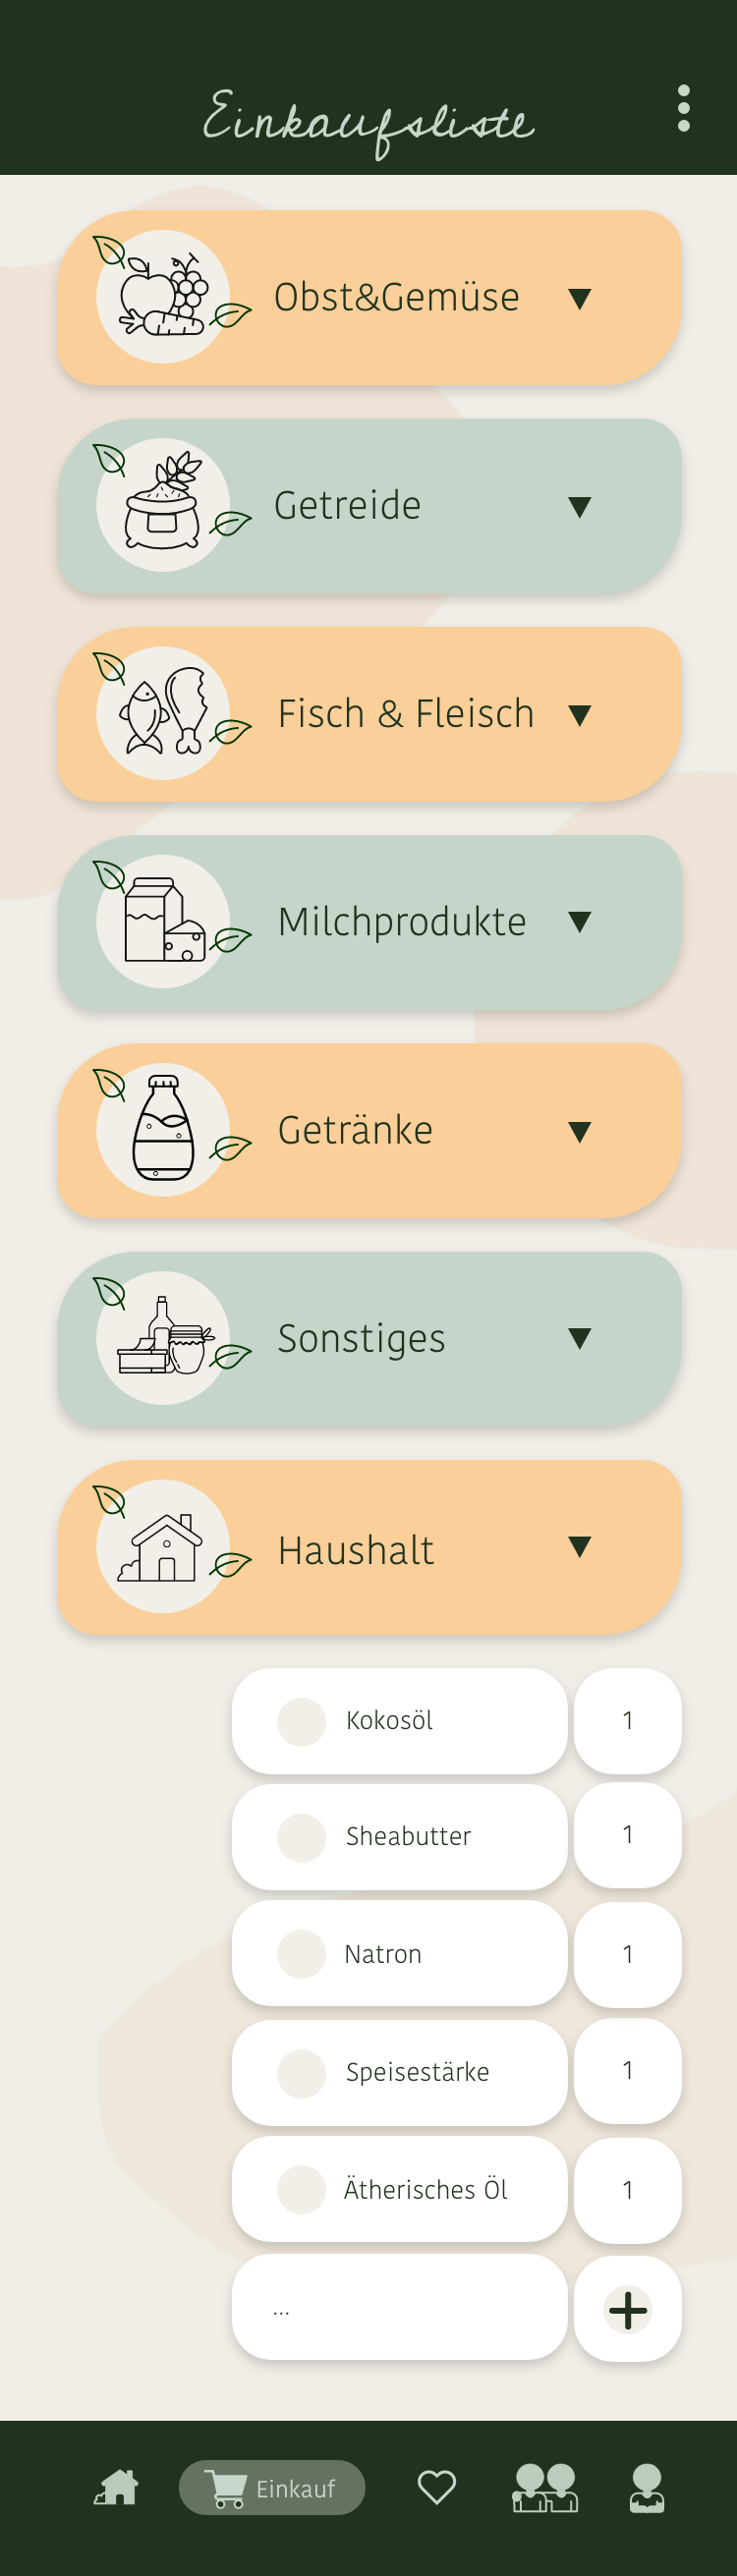 Einkaufsliste
Obst&Gemüse
Getreide
Fisch & Fleisch
Milchprodukte
Getränke
Sonstiges
Haushalt
Kokosöl 1
Sheabutter 1
Natron 1
Speisestärke 1
Ätherisches Öl 1
...
Einkauf